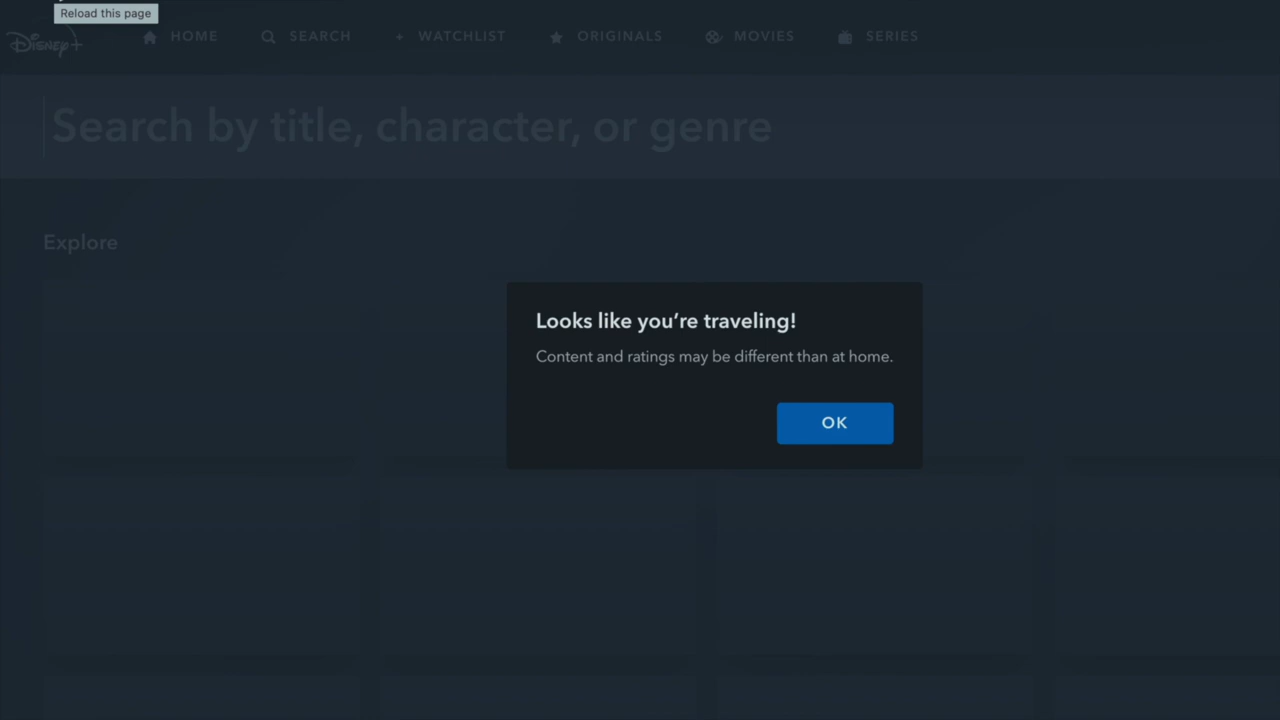 Reload this page
Disney+
HOME
SEARCH
WATCHLIST
ORIGINALS
MOVIES
SERIES
Search by title, character, or genre
Explore
Looks like you’re traveling!
Content and ratings may be different than at home.
OK